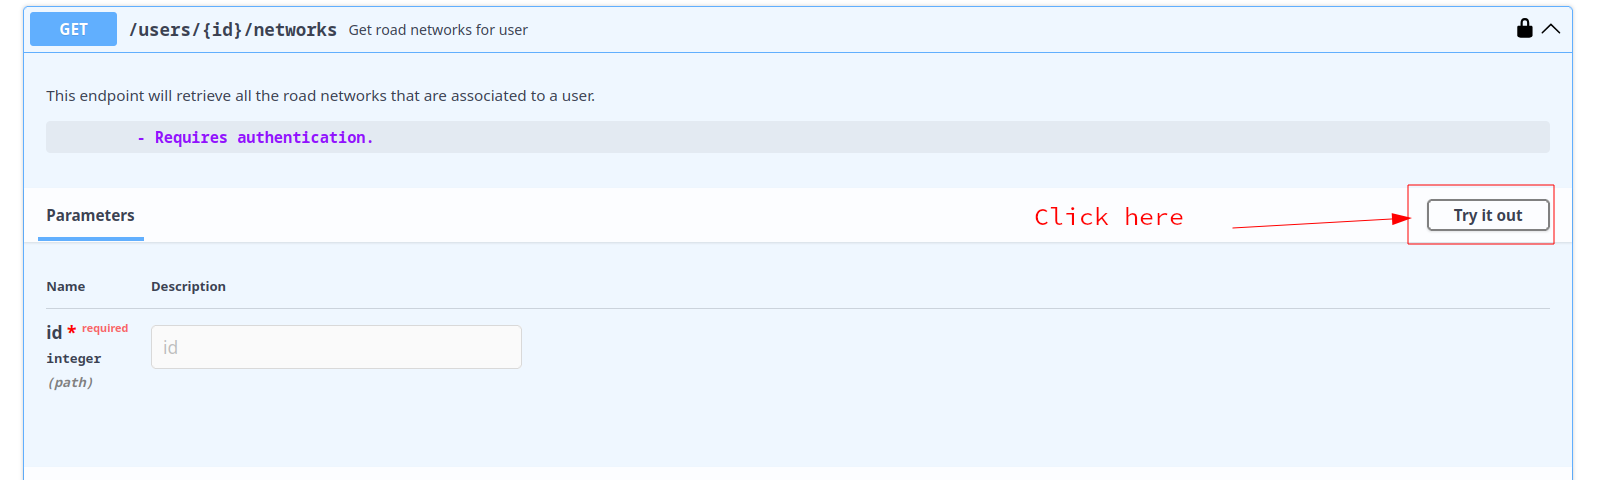 GET /users/{id}/networks Get road networks for user
This endpoint will retrieve all the road networks that are associated to a user.
- Requires authentication.
Parameters
Click here
Try it out
Name Description
id * required
id
integer
(path)